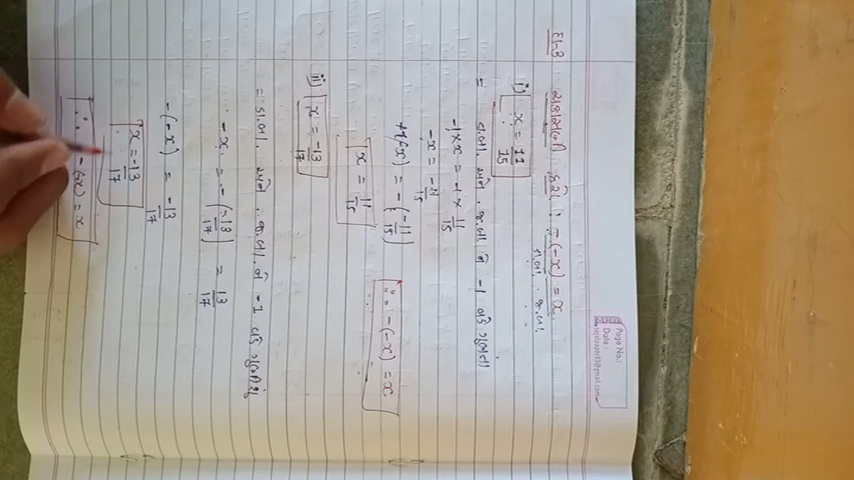 Page No.:
Date :
દા-3 ચકાસણી કરો : -(-x) = x.
i) x = 11/15
= ડા.બા. અને જ.બા ને -1 વડે ગુણતા
-1 × x = -1 × 11/15
-x = -11/15
-(-x) = -(-11/15)
x = 11/15
∴ -(-x) = x
ii) x = -13/17
= ડા.બા. અને જ.બા. ને -1 વડે
-x = -(-13/17) = 13/17
-(-x) = -13/17
x = -13/17
∴ -(-x) = x